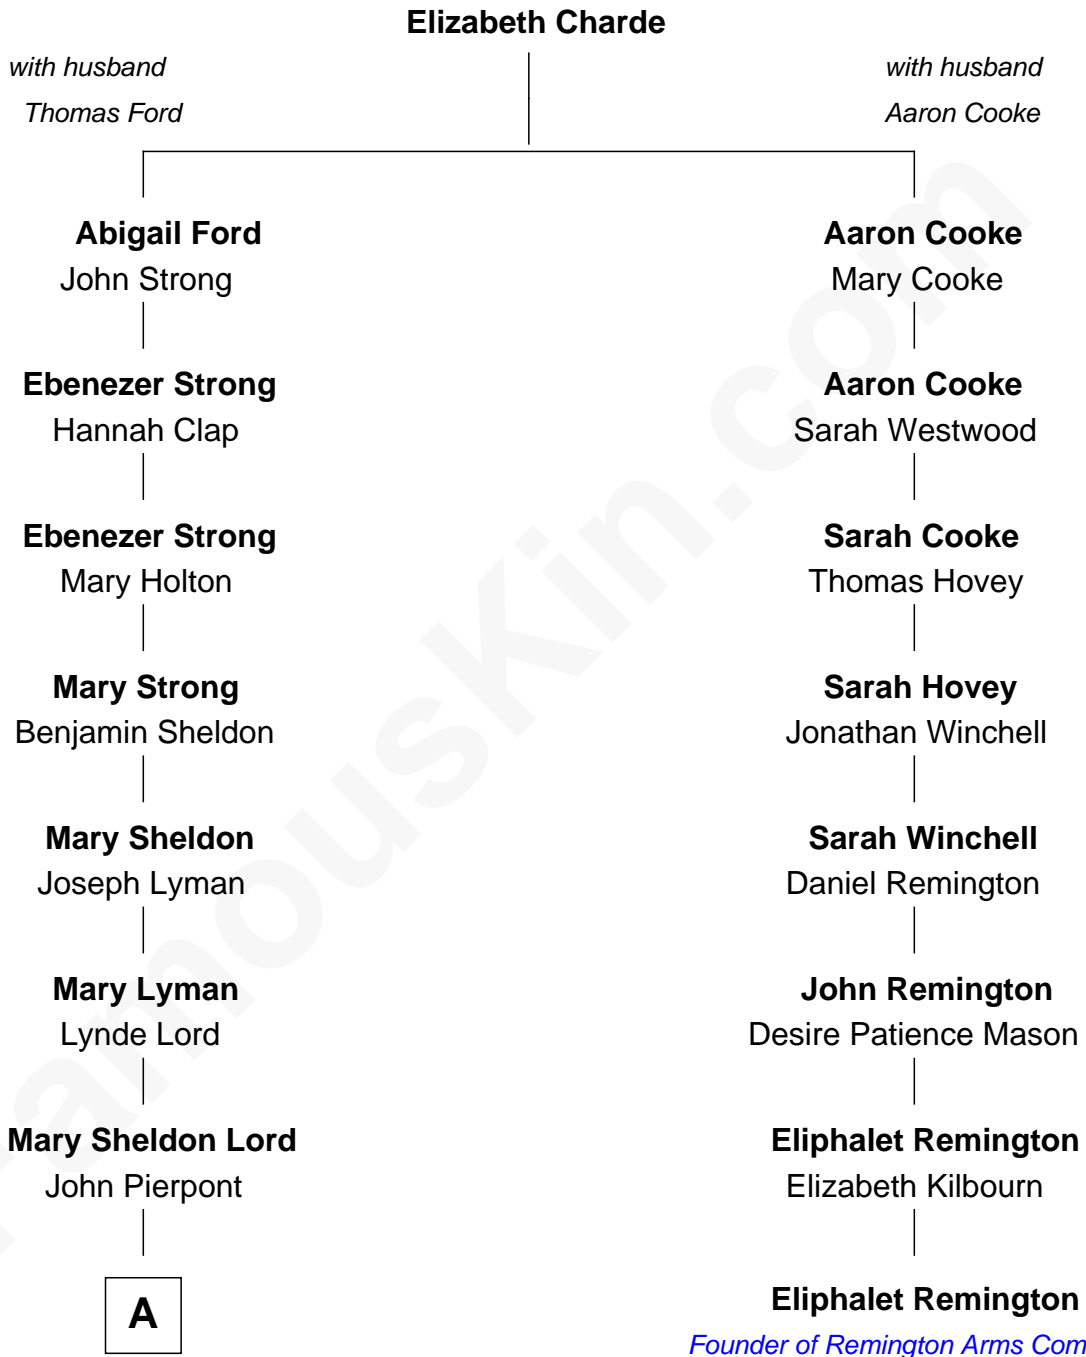 Elizabeth Charde
with husband
Thomas Ford
with husband
Aaron Cooke
Abigail Ford
John Strong
Aaron Cooke
Mary Cooke
Ebenezer Strong
Hannah Clap
Aaron Cooke
Sarah Westwood
Ebenezer Strong
Mary Holton
Sarah Cooke
Thomas Hovey
Mary Strong
Benjamin Sheldon
Sarah Hovey
Jonathan Winchell
Mary Sheldon
Joseph Lyman
Sarah Winchell
Daniel Remington
Mary Lyman
Lynde Lord
John Remington
Desire Patience Mason
Mary Sheldon Lord
John Pierpont
Eliphalet Remington
Elizabeth Kilbourn
A
Eliphalet Remington
Founder of Remington Arms Com
FamousKin.com